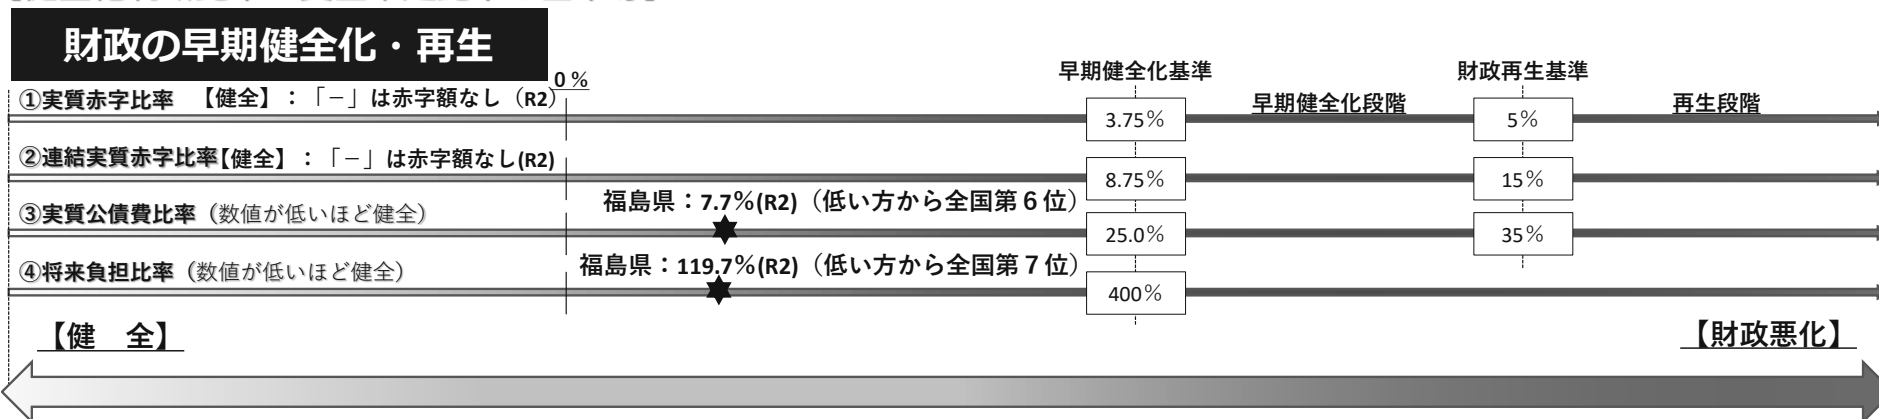 財政の早期健全化・再生
0％
早期健全化基準
財政再生基準
①実質赤字比率 【健全】：「－」は赤字額なし（R2）
3.75％
早期健全化段階
5％
再生段階
②連結実質赤字比率【健全】：「－」は赤字額なし(R2)
8.75％
15％
福島県：7.7％(R2)（低い方から全国第６位）
③実質公債費比率（数値が低いほど健全）
25.0％
35％
福島県：119.7％(R2)（低い方から全国第７位）
④将来負担比率（数値が低いほど健全）
400％
【健　全】
【財政悪化】